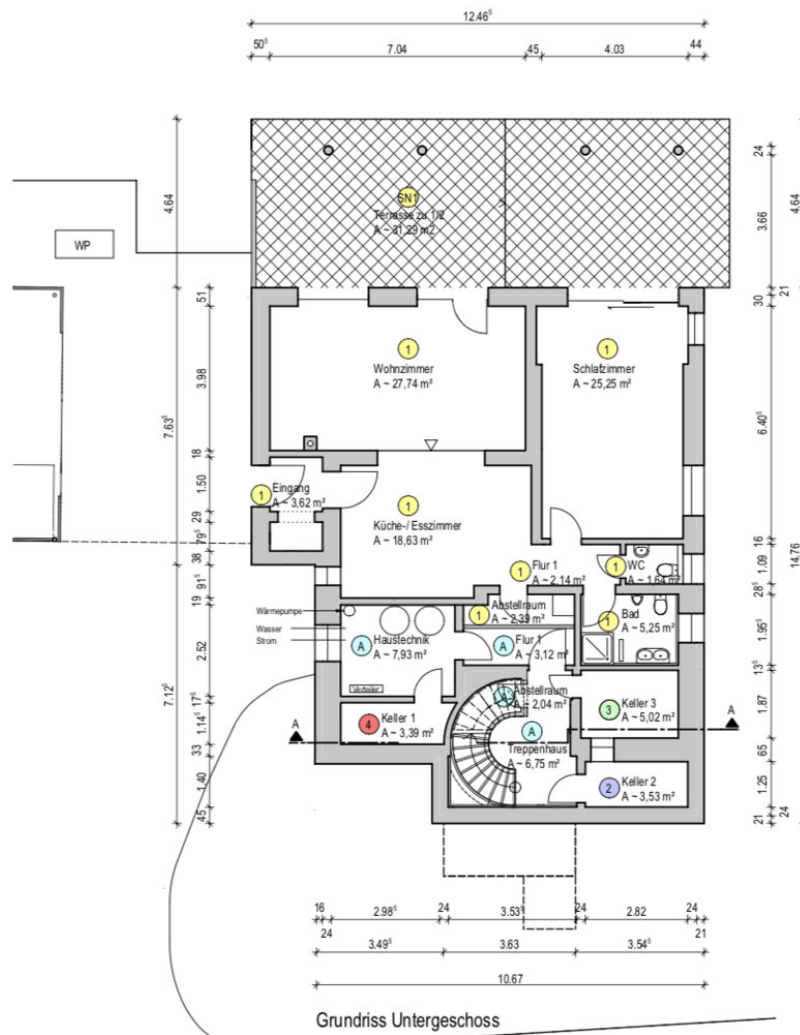 12.46⁵
50⁵ 7.04 45 4.03 44
4.64
24
3.66
4.64
SN1
Terrasse zu 1/2
A ~ 31,29 m2
WP
51
30
21
1
Wohnzimmer
A ~ 27,74 m²
1
Schlafzimmer
A ~ 25,25 m²
3.98
7.63⁵
6.40⁵
18
1.50
29
79⁵
38
1
Eingang
A ~ 3,62 m²
1
Küche-/ Esszimmer
A ~ 18,63 m²
14.76
16
1.09
28⁵
1
Flur 1
A ~ 2,14 m²
1
WC
A ~ 1,64 m²
91⁵
19
1
Abstellraum
A ~ 2,39 m²
1
Bad
A ~ 5,25 m²
1.95⁵
Wärmepumpe
Wasser
Strom
A
Haustechnik
A ~ 7,93 m²
A
Flur 1
A ~ 3,12 m²
2.52
7.12⁵
13⁵
Verteiler
A
Abstellraum
A ~ 2,04 m²
3
Keller 3
A ~ 5,02 m²
1.87
17⁵
1.14⁵
33
4
Keller 1
A ~ 3,39 m²
A
A
A
Treppenhaus
A ~ 6,75 m²
65
1.40
45
2
Keller 2
A ~ 3,53 m²
1.25
21
24
16 2.98⁵ 24 3.53⁵ 24 2.82 24
24 21
3.49⁵ 3.63 3.54⁵
10.67
Grundriss Untergeschoss